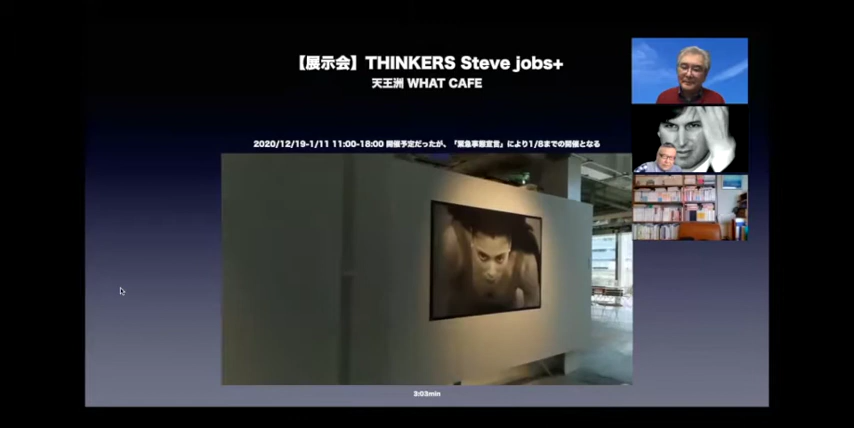 【展示会】THINKERS Steve jobs+
天王洲 WHAT CAFE
2020/12/19-1/11 11:00-18:00 開催予定だったが、「緊急事態宣言」により1/8までの開催となる
3:03min